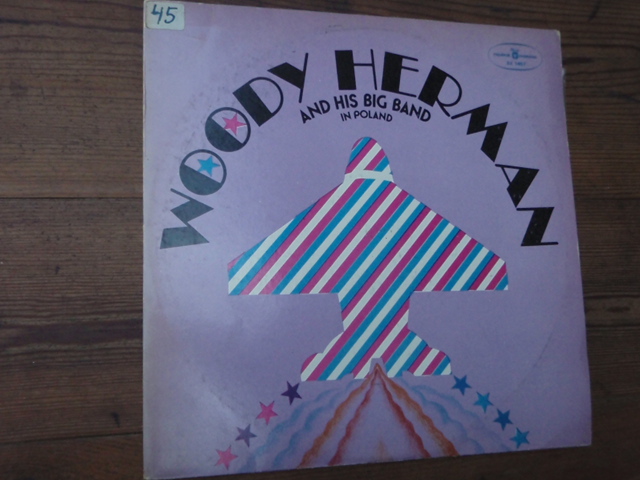 45
WOODY HERMAN
AND HIS BIG BAND
IN POLAND